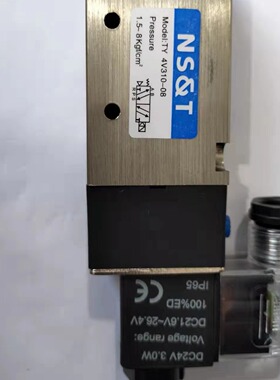 NS&T
Model:TY 4V310-08
Pressure
1.5-8Kgf/cm²
DC24V 3.0W
Voltage range:
DC21.6V~26.4V
100%ED
IP65